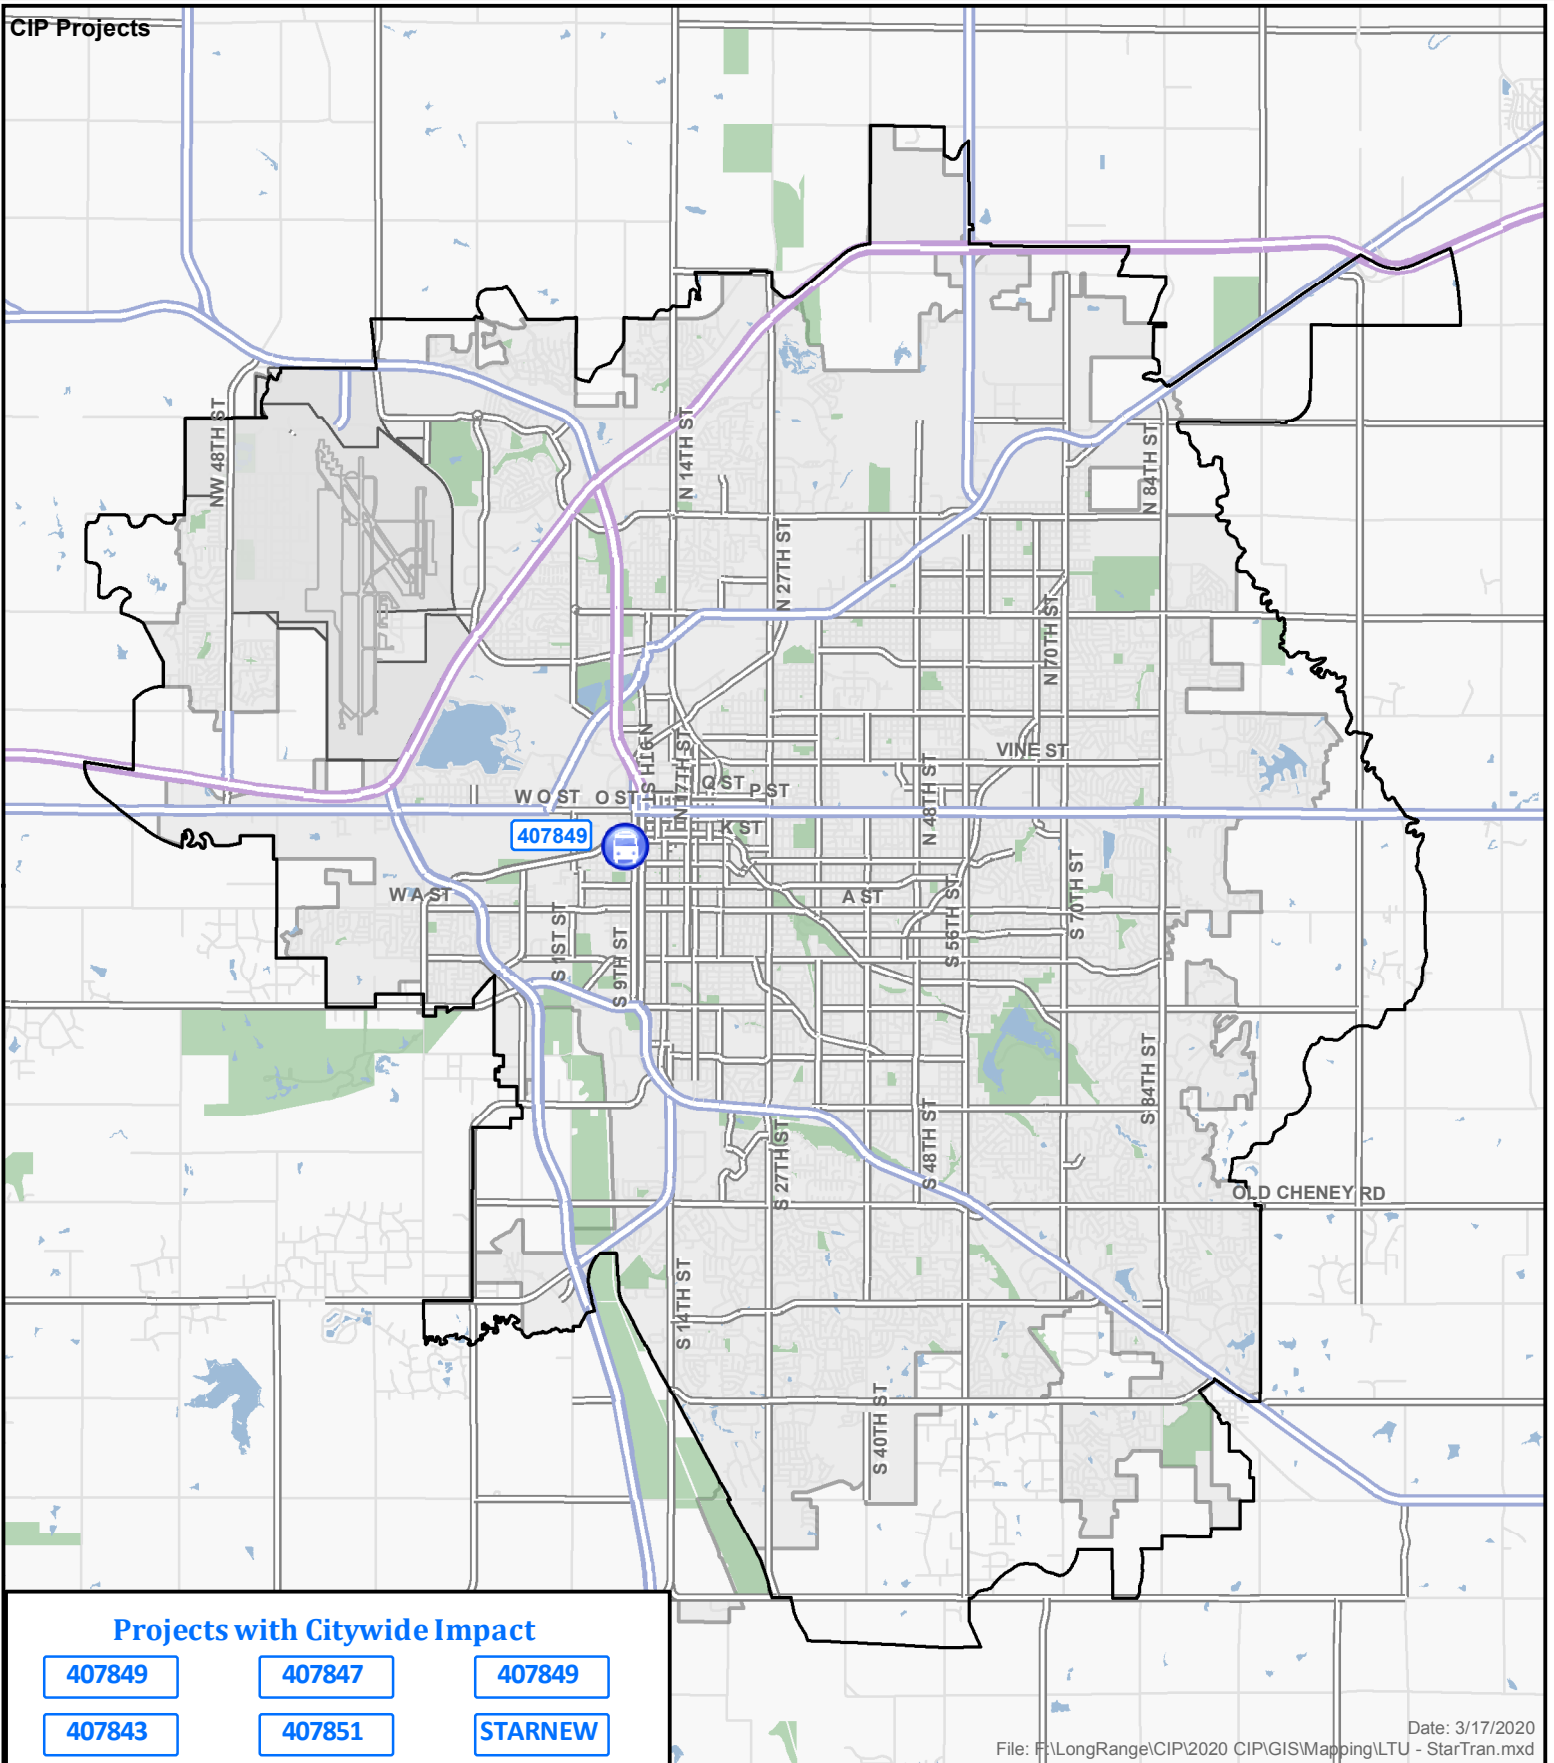 CIP Projects
NW 48TH ST
N 14TH ST
N 84TH ST
N 27TH ST
N 70TH ST
N 9TH ST
N 17TH ST
VINE ST
Q ST
P ST
W O ST
O ST
N 48TH ST
K ST
407849
W A ST
A ST
S 1ST ST
S 9TH ST
S 56TH ST
S 70TH ST
S 84TH ST
S 48TH ST
S 27TH ST
OLD CHENEY RD
S 14TH ST
S 40TH ST
Projects with Citywide Impact
407849 407847 407849
407843 407851 STARNEW
Date: 3/17/2020
File: F:\LongRange\CIP\2020 CIP\GIS\Mapping\LTU - StarTran.mxd